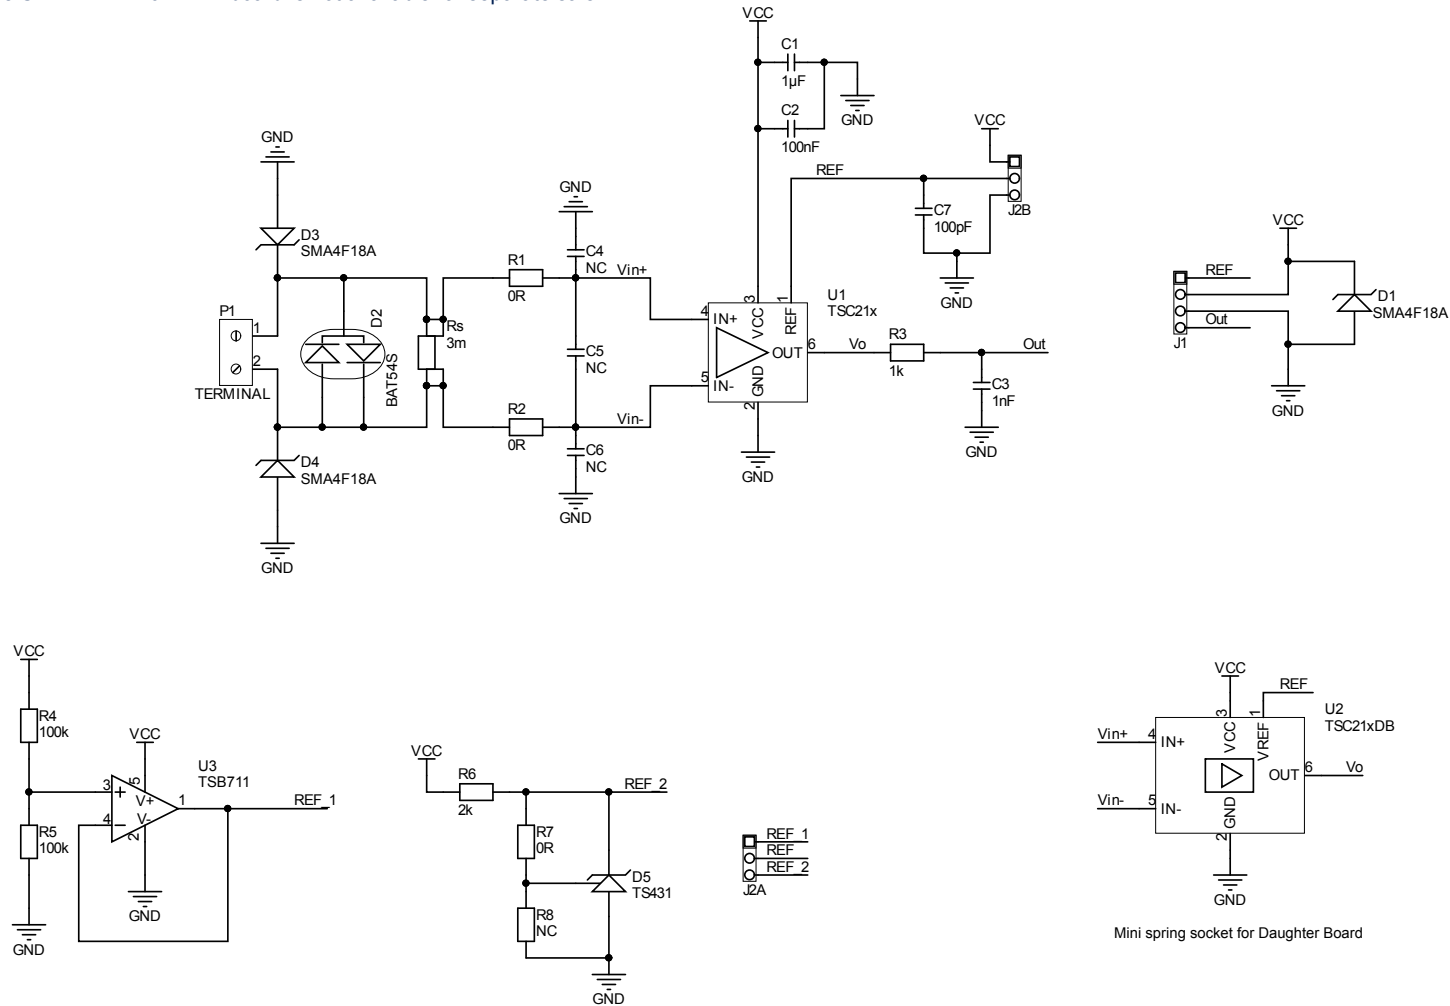 VCC
C1
1µF
C2
100nF
GND
VCC
REF
J2B
C7
100pF
GND
GND
D3
SMA4F18A
GND
C4
NC
R1
0R
Vin+
P1
1
2
TERMINAL
D2
BAT54S
Rs
3m
C5
NC
R2
0R
Vin-
C6
NC
GND
D4
SMA4F18A
GND
U1
TSC21x
3
1
4
IN+
VCC
REF
OUT
6
5
IN-
GND
2
GND
Vo
R3
1k
Out
C3
1nF
GND
VCC
REF
Out
J1
D1
SMA4F18A
GND
VCC
R4
100k
R5
100k
GND
VCC
U3
TSB711
3
5
V+
1
4
V-
2
GND
REF_1
VCC
R6
2k
REF_2
R7
0R
D5
TS431
R8
NC
GND
REF_1
REF
REF_2
J2A
VCC
REF
U2
TSC21xDB
3
1
Vin+
4
IN+
VCC
VREF
OUT
6
Vo
Vin-
5
IN-
GND
2
GND
Mini spring socket for Daughter Board